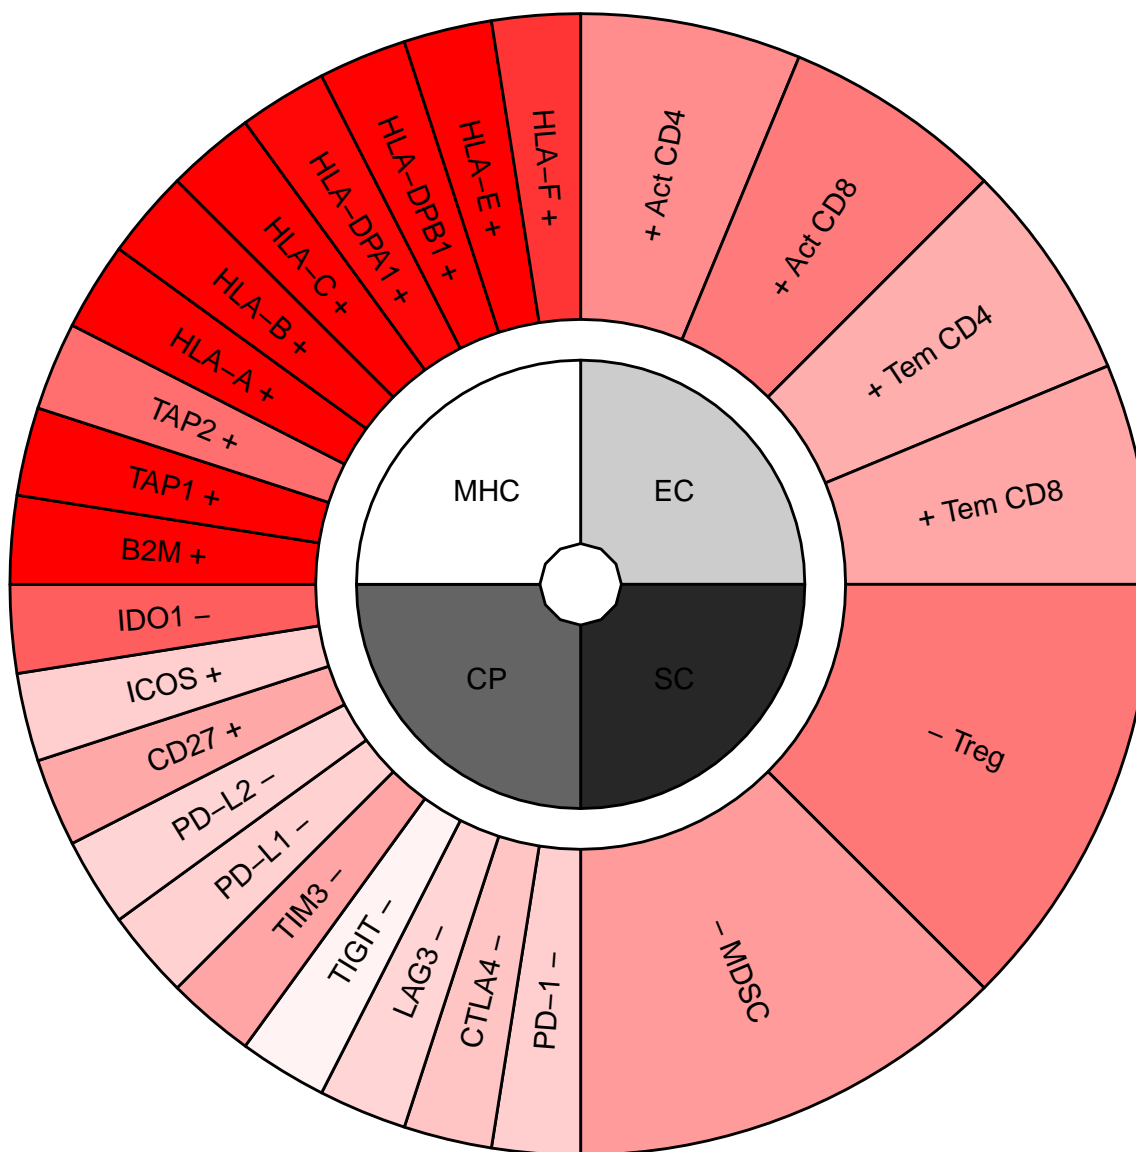 HLA–F +
HLA–E +
HLA–DPB1 +
HLA–DPA1 +
HLA–C +
HLA–B +
HLA–A +
TAP2 +
TAP1 +
B2M +
+ Act CD4
+ Act CD8
+ Tem CD4
+ Tem CD8
MHC
EC
CP
SC
IDO1 –
ICOS +
CD27 +
PD–L2 –
PD–L1 –
TIM3 –
TIGIT –
LAG3 –
CTLA4 –
PD–1 –
– Treg
– MDSC